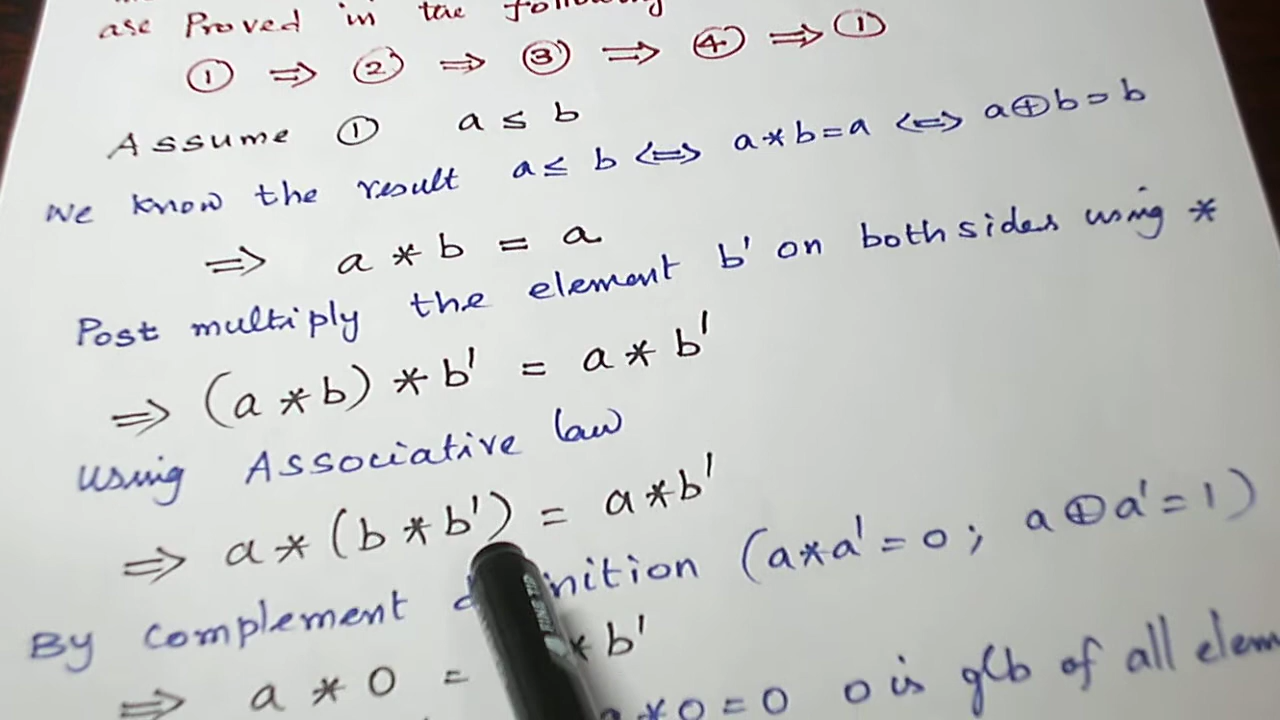 are Proved in the following
① ⇒ ② ⇒ ③ ⇒ ④ ⇒ ①
Assume ① a ≤ b
We know the result a ≤ b ⇔ a * b = a ⇔ a ⊕ b = b
⇒ a * b = a
Post multiply the element b' on both sides using *
⇒ (a * b) * b' = a * b'
Using Associative law
⇒ a * (b * b') = a * b'
By complement (a * a' = 0 ; a ⊕ a' = 1)
⇒ a * 0 = * b'
a * 0 = 0 0 is glb of all elem